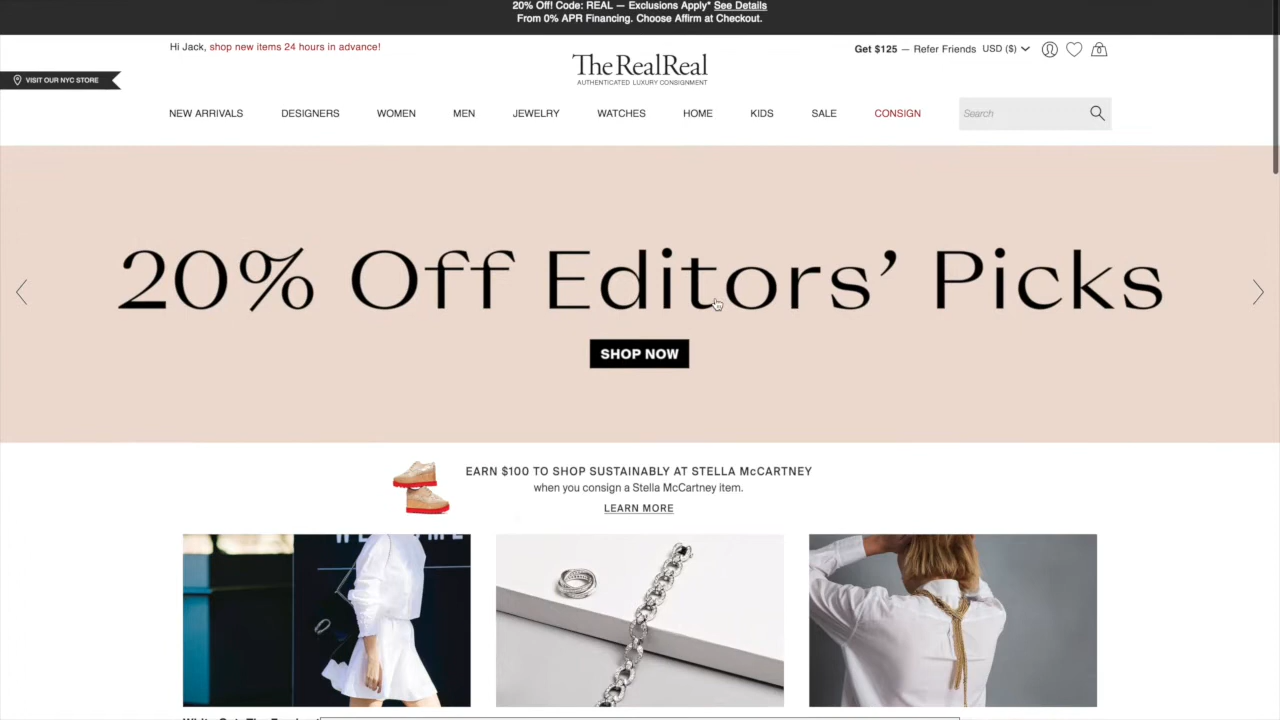 20% Off! Code: REAL — Exclusions Apply* See Details
From 0% APR Financing. Choose Affirm at Checkout.
Hi Jack, shop new items 24 hours in advance!
Get $125 — Refer Friends USD ($)
VISIT OUR NYC STORE
The RealReal
AUTHENTICATED LUXURY CONSIGNMENT
NEW ARRIVALS DESIGNERS WOMEN MEN JEWELRY WATCHES HOME KIDS SALE CONSIGN Search
20% Off Editors’ Picks
SHOP NOW
EARN $100 TO SHOP SUSTAINABLY AT STELLA McCARTNEY
when you consign a Stella McCartney item.
LEARN MORE